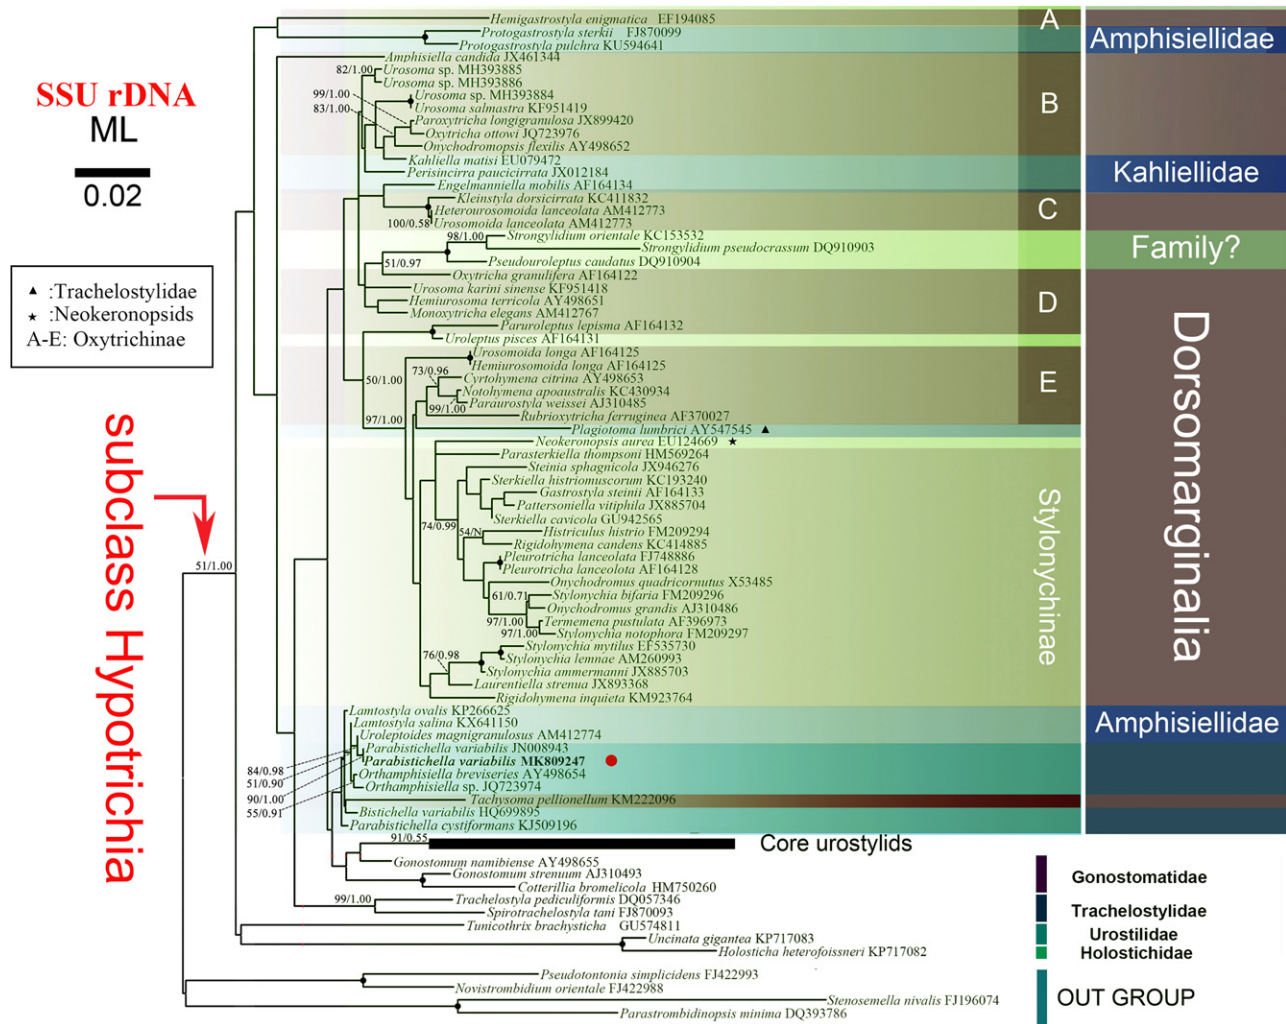 SSU rDNA
ML
0.02
▲ :Trachelostylidae
★ :Neokeronopsids
A-E: Oxytrichinae
subclass Hypotrichia
Hemigastrostyla enigmatica EF194085
Protogastrostyla sterkii FJ870099
Protogastrostyla pulchra KU594641
Amphisiella candida JX461344
82/1.00
Urosoma sp. MH393885
Urosoma sp. MH393886
99/1.00
Urosoma sp. MH393884
83/1.00
Urosoma salmastra KF951419
Paroxytricha longigranulosa JX899420
Oxytricha ottowi JQ723976
Onychodromopsis flexilis AY498652
Kahliella matisi EU079472
Perisincirra paucicirrata JX012184
Engelmanniella mobilis AF164134
Kleinstyla dorsicirrata KC411832
Heterourosomoida lanceolata AM412773
100/0.58
Urosomoida lanceolata AM412773
98/1.00
Strongylidium orientale KC153532
Strongylidium pseudocrassum DQ910903
Pseudouroleptus caudatus DQ910904
51/0.97
Oxytricha granulifera AF164122
Urosoma karini sinense KF951418
Hemiurosoma terricola AY498651
Monoxytricha elegans AM412767
Paruroleptus lepisma AF164132
Uroleptus pisces AF164131
Urosomoida longa AF164125
Hemiurosomoida longa AF164125
73/0.96
50/1.00
Cyrtohymena citrina AY498653
Notohymena apoaustralis KC430934
99/1.00
Paraurostyla weissei AJ310485
97/1.00
Rubrioxytricha ferruginea AF370027
Plagiotoma lumbrici AY547545 ▲
Neokeronopsis aurea EU124669 ★
Parasterkiella thompsoni HM569264
Steinia sphagnicola JX946276
Sterkiella histriomuscorum KC193240
Gastrostyla steinii AF164133
Pattersoniella vitiphila JX885704
Sterkiella cavicola GU942565
74/0.99
54/N
Histriculus histrio FM209294
Rigidohymena candens KC414885
Pleurotricha lanceolata FJ748886
Pleurotricha lanceolota AF164128
Onychodromus quadricornutus X53485
61/0.71
Stylonychia bifaria FM209296
Onychodromus grandis AJ310486
97/1.00
Termemena pustulata AF396973
97/1.00
Stylonychia notophora FM209297
Stylonychia mytilus EF535730
76/0.98
Stylonychia lemnae AM260993
Stylonychia ammermanni JX885703
Laurentiella strenua JX893368
Rigidohymena inquieta KM923764
51/1.00
Lamtostyla ovalis KP266625
Lamtostyla salina KX641150
Uroleptoides magnigranulosus AM412774
Parabistichella variabilis JN008943
Parabistichella variabilis MK809247
84/0.98
Orthamphisiella breviseries AY498654
51/0.90
Orthamphisiella sp. JQ723974
90/1.00
Tachysoma pellionellum KM222096
55/0.91
Bistichella variabilis HQ699895
Parabistichella cystiformans KJ509196
91/0.55
Core urostylids
Gonostomum namibiense AY498655
Gonostomum strenuum AJ310493
Cotterillia bromelicola HM750260
99/1.00
Trachelostyla pediculiformis DQ057346
Spirotrachelostyla tani FJ870093
Tunicothrix brachysticha GU574811
Uncinata gigantea KP717083
Holosticha heterofoissneri KP717082
Pseudotontonia simplicidens FJ422993
Novistrombidium orientale FJ422988
Stenosemella nivalis FJ196074
Parastrombidinopsis minima DQ393786
A
B
C
D
E
Stylonychinae
Amphisiellidae
Kahliellidae
Family?
Dorsomarginalia
Amphisiellidae
Gonostomatidae
Trachelostylidae
Urostilidae
Holostichidae
OUT GROUP